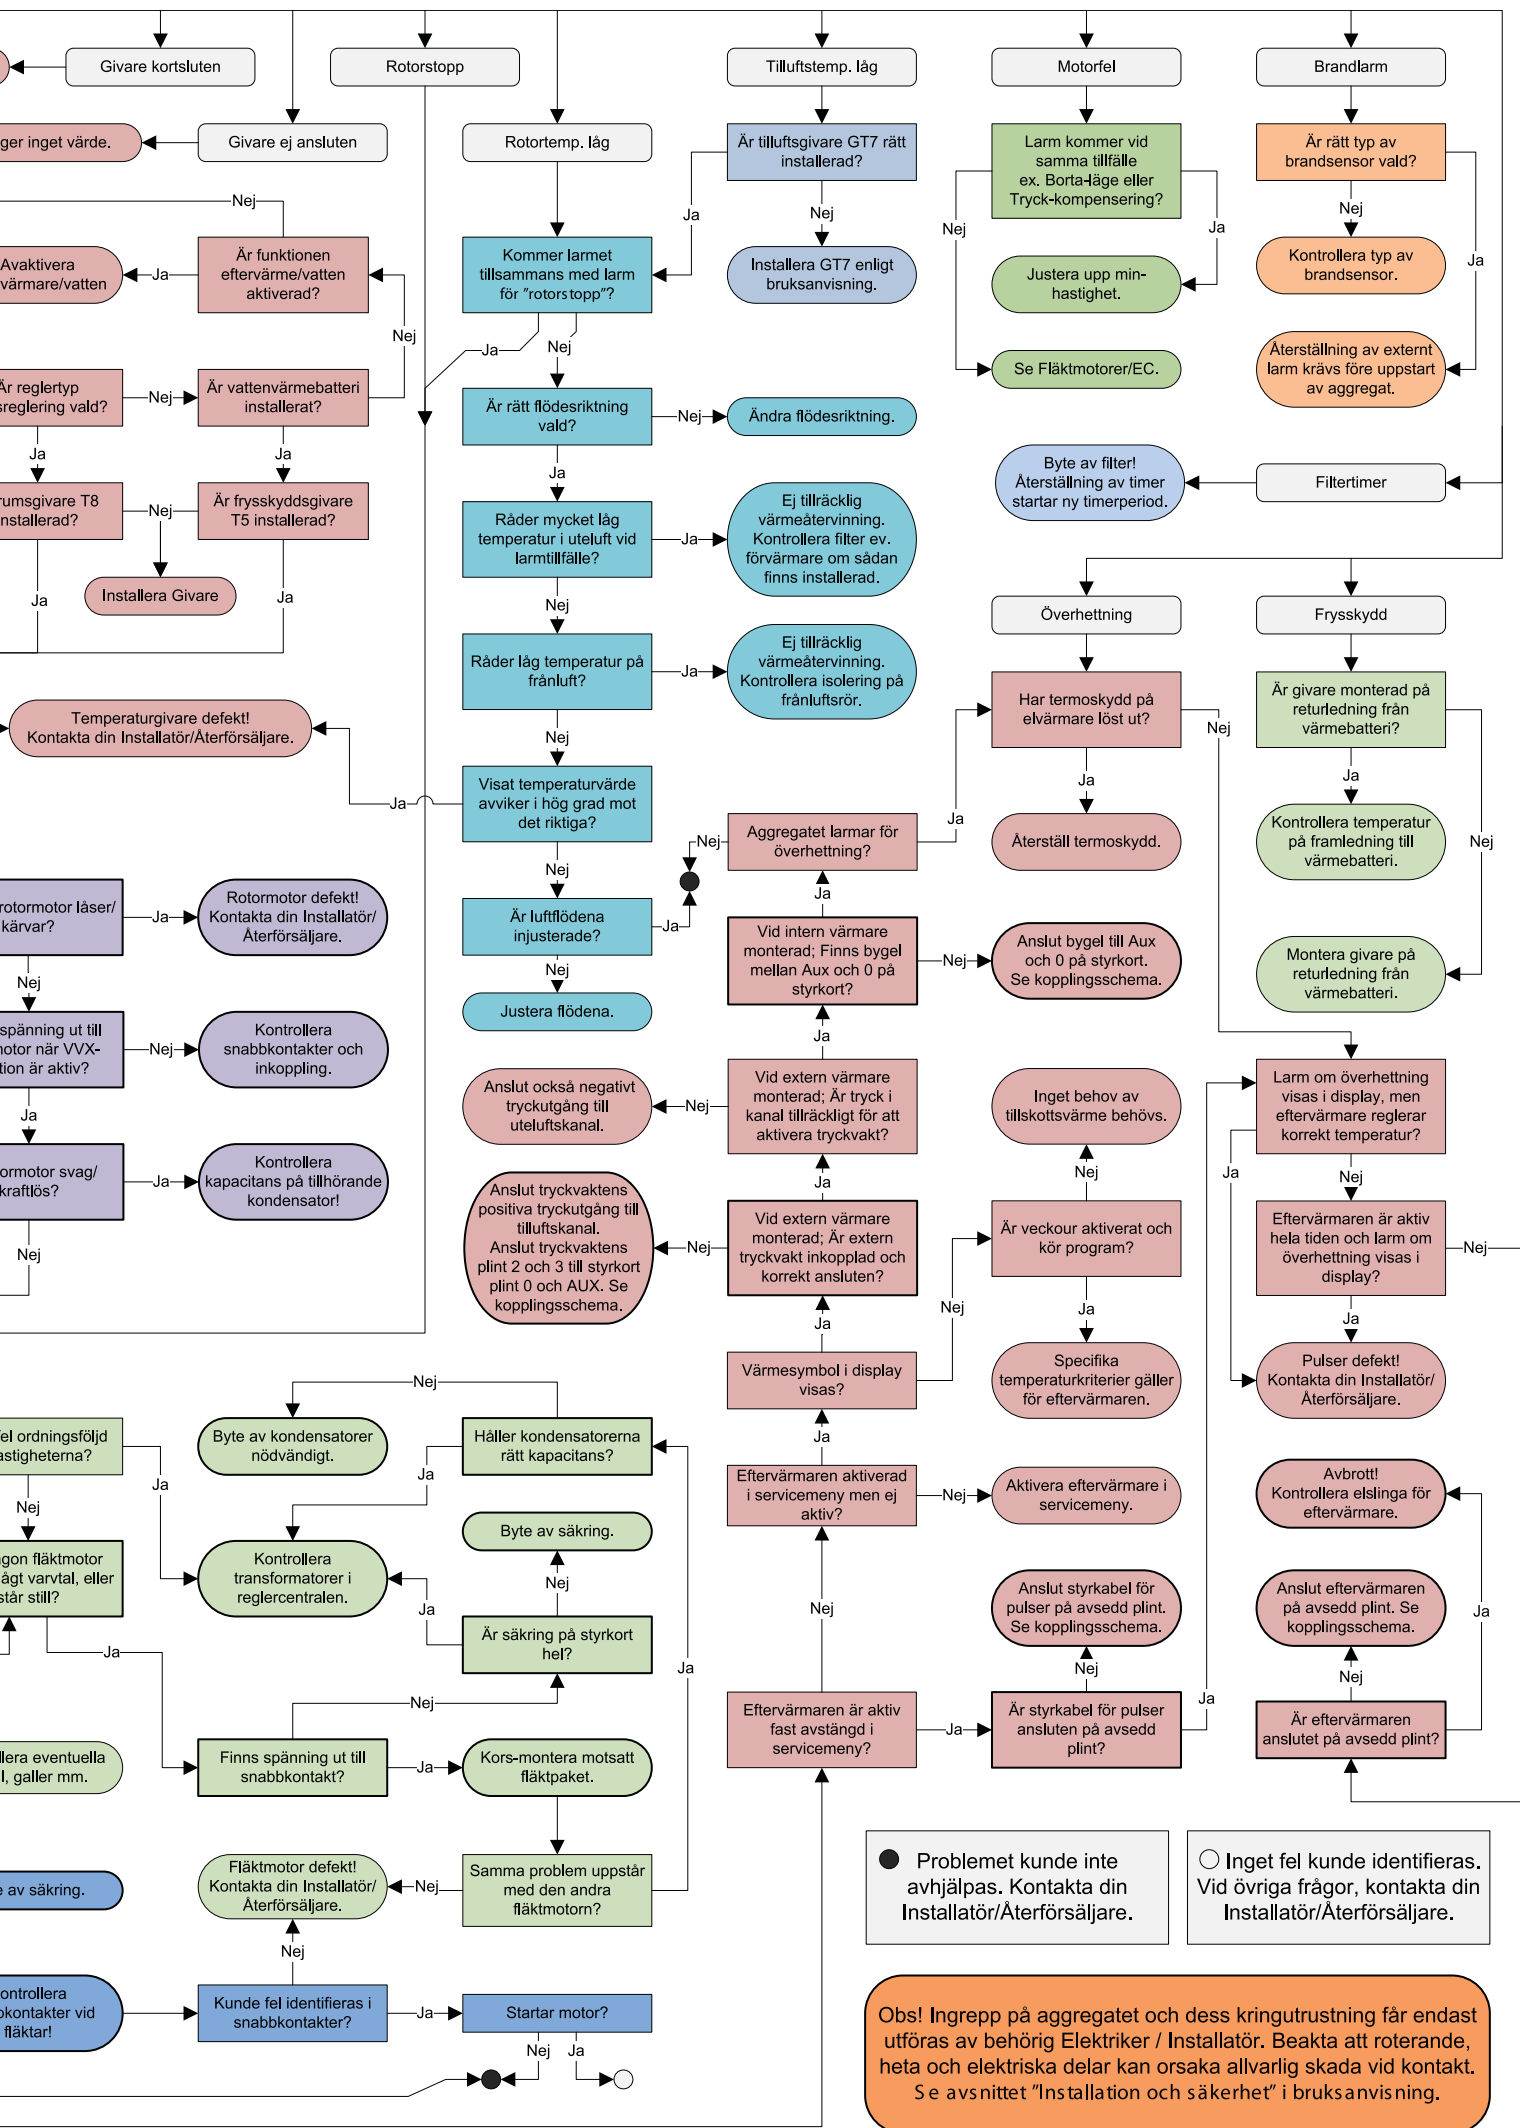 Givare kortsluten
Rotorstopp
Tilluftstemp. låg
Motorfel
Brandlarm
ger inget värde.
Givare ej ansluten
Rotortemp. låg
Är tilluftsgivare GT7 rätt
installerad?
Larm kommer vid
samma tillfälle
ex. Borta-läge eller
Tryck-kompensering?
Är rätt typ av
brandsensor vald?
Nej
Ja
Nej
Nej
Ja
Nej
Ja
Avaktivera
värmare/vatten
Ja
Är funktionen
eftervärme/vatten
aktiverad?
Kommer larmet
tillsammans med larm
för ”rotorstopp”?
Installera GT7 enligt
bruksanvisning.
Justera upp min-
hastighet.
Kontrollera typ av
brandsensor.
Ja
Nej
Ja
Nej
Är reglertyp
sreglering vald?
Nej
Är vattenvärmebatteri
installerat?
Är rätt flödesriktning
vald?
Nej
Ändra flödesriktning.
Se Fläktmotorer/EC.
Återställning av externt
larm krävs före uppstart
av aggregat.
Ja
Ja
Ja
Byte av filter!
Återställning av timer
startar ny timerperiod.
Filtertimer
rumsgivare T8
nstallerad?
Nej
Är frysskyddsgivare
T5 installerad?
Råder mycket låg
temperatur i uteluft vid
larmtillfälle?
Ja
Ej tillräcklig
värmeåtervinning.
Kontrollera filter ev.
förvärmare om sådan
finns installerad.
Ja
Installera Givare
Ja
Nej
Överhettning
Frysskydd
Råder låg temperatur på
frånluft?
Ja
Ej tillräcklig
värmeåtervinning.
Kontrollera isolering på
frånluftsrör.
Temperaturgivare defekt!
Kontakta din Installatör/Återförsäljare.
Nej
Har termoskydd på
elvärmare löst ut?
Nej
Är givare monterad på
returledning från
värmebatteri?
Ja
Visat temperaturvärde
avviker i hög grad mot
det riktiga?
Ja
Ja
Nej
Nej
Aggregatet larmar för
överhettning?
Ja
Återställ termoskydd.
Kontrollera temperatur
på framledning till
värmebatteri.
Nej
rotormotor låser/
kärvar?
Ja
Rotormotor defekt!
Kontakta din Installatör/
Återförsäljare.
Är luftflödena
injusterade?
Ja
Ja
Vid intern värmare
monterad; Finns bygel
mellan Aux och 0 på
styrkort?
Nej
Anslut bygel till Aux
och 0 på styrkort.
Se kopplingsschema.
Montera givare på
returledning från
värmebatteri.
Nej
Nej
Justera flödena.
spänning ut till
motor när VVX-
tion är aktiv?
Nej
Kontrollera
snabbkontakter och
inkoppling.
Ja
Anslut också negativt
tryckutgång till
uteluftskanal.
Nej
Vid extern värmare
monterad; Är tryck i
kanal tillräckligt för att
aktivera tryckvakt?
Inget behov av
tillskottsvärme behövs.
Larm om överhettning
visas i display, men
eftervärmare reglerar
korrekt temperatur?
Ja
ormotor svag/
kraftlös?
Ja
Kontrollera
kapacitans på tillhörande
kondensator!
Ja
Nej
Ja
Nej
Anslut tryckvaktens
positiva tryckutgång till
tilluftskanal.
Anslut tryckvaktens
plint 2 och 3 till styrkort
plint 0 och AUX. Se
kopplingsschema.
Nej
Vid extern värmare
monterad; Är extern
tryckvakt inkopplad och
korrekt ansluten?
Är veckour aktiverat och
kör program?
Eftervärmaren är aktiv
hela tiden och larm om
överhettning visas i
display?
Nej
Nej
Ja
Nej
Ja
Ja
Värmesymbol i display
visas?
Specifika
temperaturkriterier gäller
för eftervärmaren.
Pulser defekt!
Kontakta din Installatör/
Återförsäljare.
Nej
el ordningsföljd
astigheterna?
Byte av kondensatorer
nödvändigt.
Håller kondensatorerna
rätt kapacitans?
Ja
Ja
Ja
Nej
Eftervärmaren aktiverad
i servicemeny men ej
aktiv?
Nej
Aktivera eftervärmare i
servicemeny.
Avbrott!
Kontrollera elslinga för
eftervärmare.
Byte av säkring.
gon fläktmotor
ågt varvtal, eller
står still?
Kontrollera
transformatorer i
reglercentralen.
Nej
Ja
Nej
Anslut styrkabel för
pulser på avsedd plint.
Se kopplingsschema.
Anslut eftervärmaren
på avsedd plint. Se
kopplingsschema.
Ja
Är säkring på styrkort
hel?
Ja
Ja
Nej
Nej
Nej
Eftervärmaren är aktiv
fast avstängd i
servicemeny?
Ja
Är styrkabel för pulser
ansluten på avsedd
plint?
Ja
Är eftervärmaren
anslutet på avsedd plint?
llera eventuella
l, galler mm.
Finns spänning ut till
snabbkontakt?
Ja
Kors-montera motsatt
fläktpaket.
e av säkring.
Fläktmotor defekt!
Kontakta din Installatör/
Återförsäljare.
Nej
Samma problem uppstår
med den andra
fläktmotorn?
Problemet kunde inte
avhjälpas. Kontakta din
Installatör/Återförsäljare.
Inget fel kunde identifieras.
Vid övriga frågor, kontakta din
Installatör/Återförsäljare.
Nej
ontrollera
bkontakter vid
fläktar!
Kunde fel identifieras i
snabbkontakter?
Ja
Startar motor?
Nej
Ja
Obs! Ingrepp på aggregatet och dess kringutrustning får endast
utföras av behörig Elektriker / Installatör. Beakta att roterande,
heta och elektriska delar kan orsaka allvarlig skada vid kontakt.
Se avsnittet ”Installation och säkerhet” i bruksanvisning.